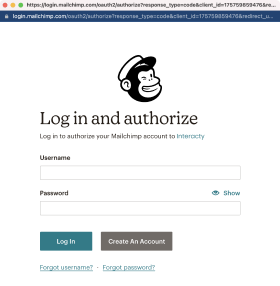 https://login.mailchimp.com/oauth2/authorize?response_type=code&client_id=175759859476&re...
login.mailchimp.com/oauth2/authorize?response_type=code&client_id=175759859476&redirect_u...
Log in and authorize
Log in to authorize your Mailchimp account to Interacty
Username
Password Show
Log In Create An Account
Forgot username? · Forgot password?